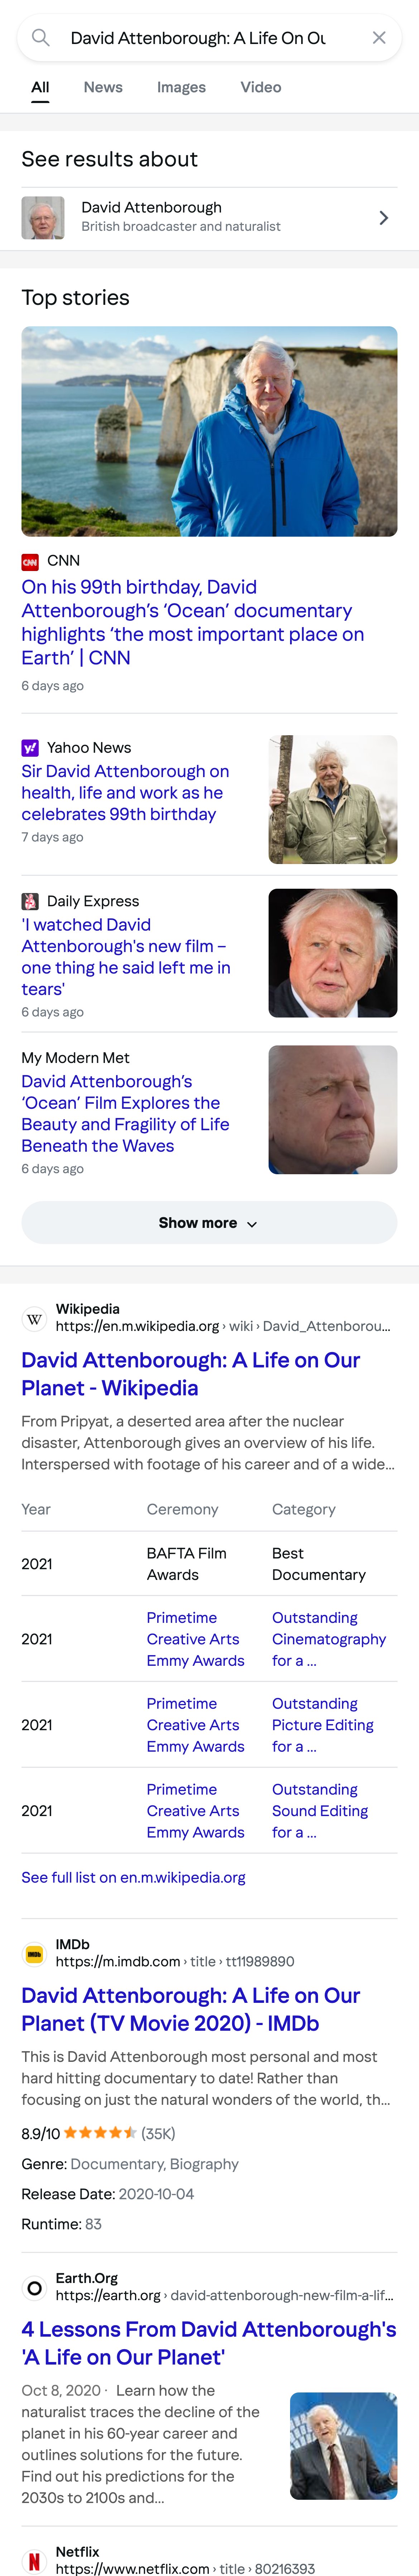 David Attenborough: A Life On Ou
All News Images Video
See results about
David Attenborough
British broadcaster and naturalist
Top stories
CNN
CNN
On his 99th birthday, David
Attenborough's 'Ocean' documentary
highlights 'the most important place on
Earth' | CNN
6 days ago
y! Yahoo News
Sir David Attenborough on
health, life and work as he
celebrates 99th birthday
7 days ago
Daily Express
'I watched David
Attenborough's new film –
one thing he said left me in
tears'
6 days ago
My Modern Met
David Attenborough's
'Ocean' Film Explores the
Beauty and Fragility of Life
Beneath the Waves
6 days ago
Show more
W
Wikipedia
https://en.m.wikipedia.org › wiki › David_Attenborou...
David Attenborough: A Life on Our
Planet - Wikipedia
From Pripyat, a deserted area after the nuclear
disaster, Attenborough gives an overview of his life.
Interspersed with footage of his career and of a wide...
Year Ceremony Category
2021 BAFTA Film Awards Best Documentary
2021 Primetime Creative Arts Emmy Awards Outstanding Cinematography for a ...
2021 Primetime Creative Arts Emmy Awards Outstanding Picture Editing for a ...
2021 Primetime Creative Arts Emmy Awards Outstanding Sound Editing for a ...
See full list on en.m.wikipedia.org
IMDb
IMDb
https://m.imdb.com › title › tt11989890
David Attenborough: A Life on Our
Planet (TV Movie 2020) - IMDb
This is David Attenborough most personal and most
hard hitting documentary to date! Rather than
focusing on just the natural wonders of the world, th...
8.9/10 (35K)
Genre: Documentary, Biography
Release Date: 2020-10-04
Runtime: 83
Earth.Org
https://earth.org › david-attenborough-new-film-a-lif...
4 Lessons From David Attenborough's
'A Life on Our Planet'
Oct 8, 2020 · Learn how the
naturalist traces the decline of the
planet in his 60-year career and
outlines solutions for the future.
Find out his predictions for the
2030s to 2100s and...
N
Netflix
https://www.netflix.com › title › 80216393